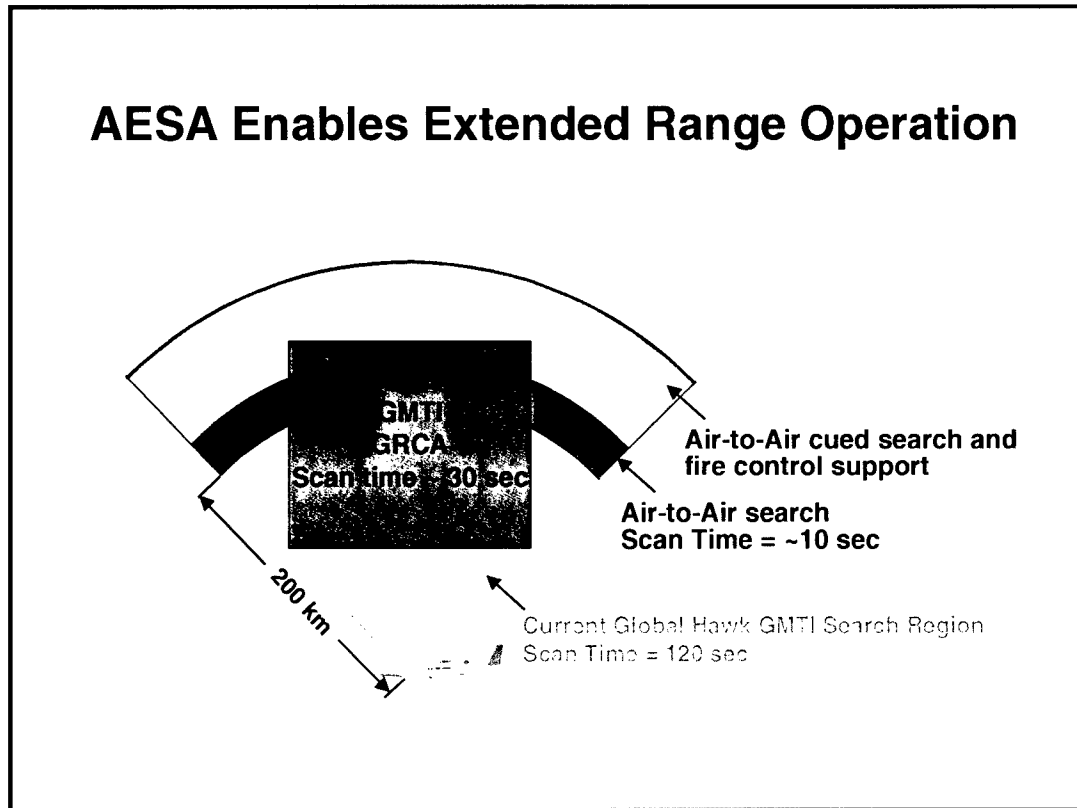 AESA Enables Extended Range Operation
GMTI
GRCA
Scan time ~ 30 sec
Air-to-Air cued search and
fire control support
Air-to-Air search
Scan Time = ~10 sec
200 km
Current Global Hawk GMTI Search Region
Scan Time = 120 sec